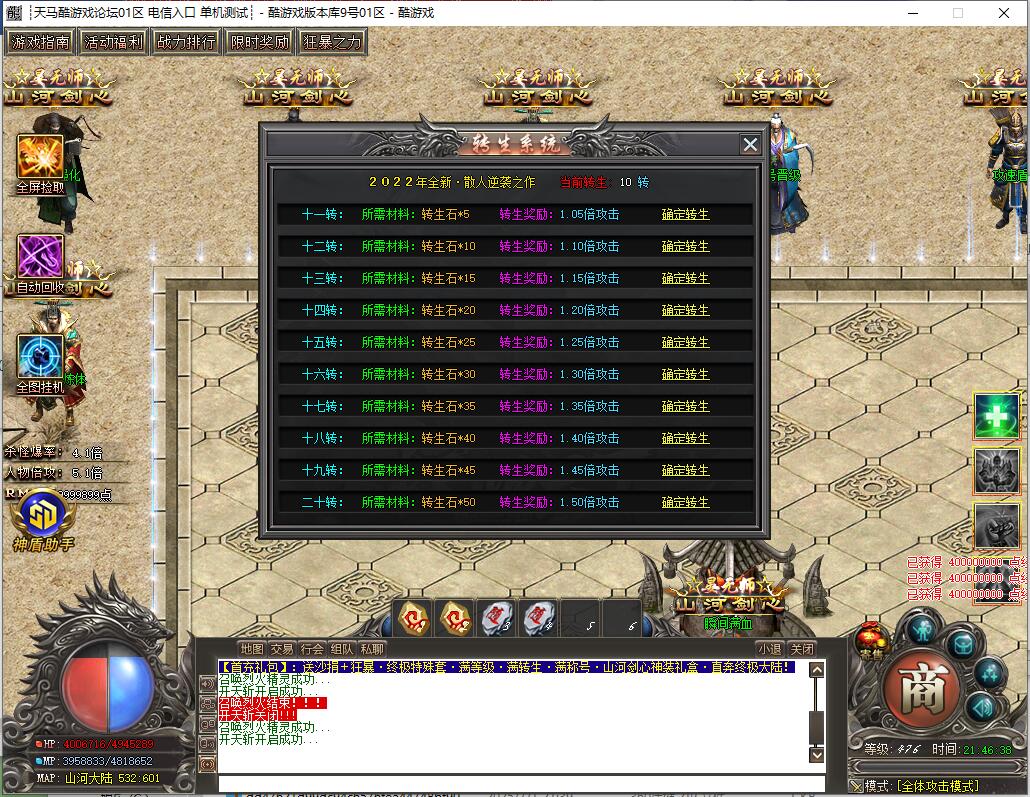 天马酷游戏论坛01区 电信入口 单机测试 - 酷游戏版本库9号01区 - 酷游戏
游戏指南 活动福利 战力排行 限时奖励 狂暴之力
☆晏无师☆ ☆晏无师☆ ☆晏无师☆ ☆晏无师☆ ☆晏无
山河剑心 山河剑心 山河剑心 山河剑心 山河剑
转生系统
全屏捡取
2022年全新·散人逆袭之作 当前转生: 10 转
十一转: 所需材料: 转生石*5 转生奖励: 1.05倍攻击 确定转生
十二转: 所需材料: 转生石*10 转生奖励: 1.10倍攻击 确定转生
十三转: 所需材料: 转生石*15 转生奖励: 1.15倍攻击 确定转生
自动回收
十四转: 所需材料: 转生石*20 转生奖励: 1.20倍攻击 确定转生
十五转: 所需材料: 转生石*25 转生奖励: 1.25倍攻击 确定转生
十六转: 所需材料: 转生石*30 转生奖励: 1.30倍攻击 确定转生
全图挂机
十七转: 所需材料: 转生石*35 转生奖励: 1.35倍攻击 确定转生
十八转: 所需材料: 转生石*40 转生奖励: 1.40倍攻击 确定转生
十九转: 所需材料: 转生石*45 转生奖励: 1.45倍攻击 确定转生
二十转: 所需材料: 转生石*50 转生奖励: 1.50倍攻击 确定转生
杀怪爆率: 4.1倍
人物倍攻: 5.1倍
神盾助手
已获得 400000000 点
已获得 400000000 点
已获得 400000000 点
☆晏无师☆
山河剑心
瞬间满血
5 6
寄售
地图 交易 行会 组队 私聊 小退 关闭
【首充礼包】: 沃沙指+狂暴·终极特殊套·满等级·满转生·满称号·山河剑心神装礼盒·直奔终极大陆!
召唤烈火精灵成功...
开天斩开启成功...
召唤烈火结束!!!!
开天斩关闭!!!
召唤烈火精灵成功...
开天斩开启成功...
商
HP: 4006716/4945289
MP: 3958833/4818652
MAP: 山河大陆 532:601
等级: 476 时间:21:46:38
模式:[全体攻击模式]